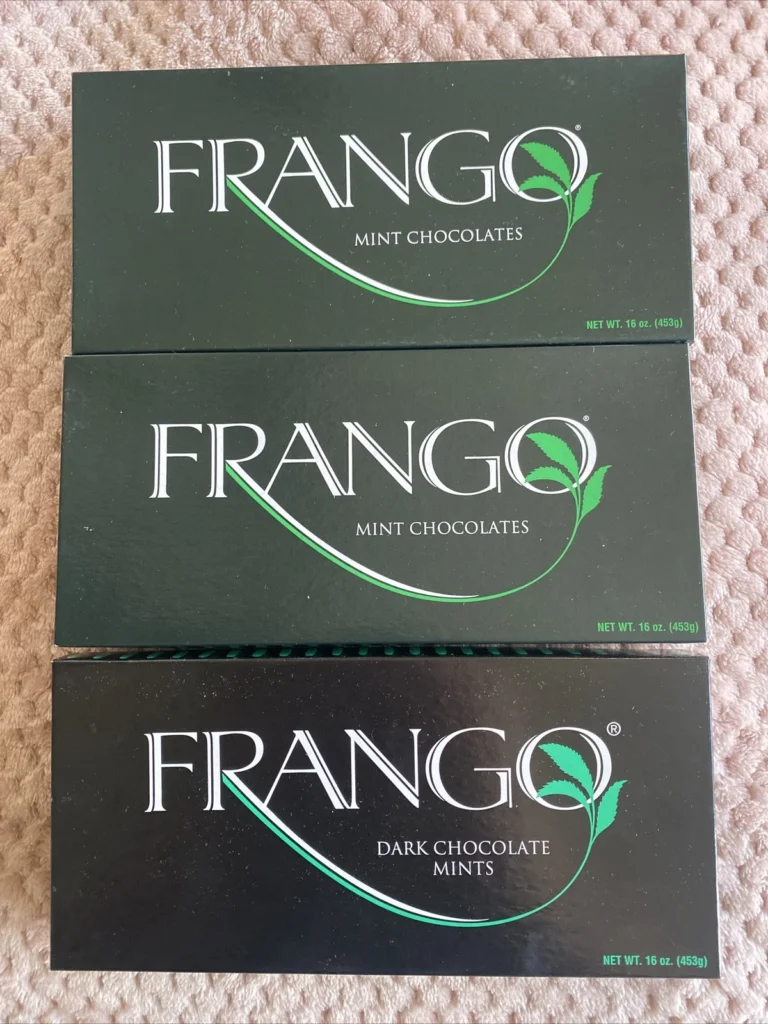 FRANGO®
MINT CHOCOLATES
NET WT. 16 oz. (453g)
FRANGO®
MINT CHOCOLATES
NET WT. 16 oz. (453g)
FRANGO®
DARK CHOCOLATE
MINTS
NET WT. 16 oz. (453g)